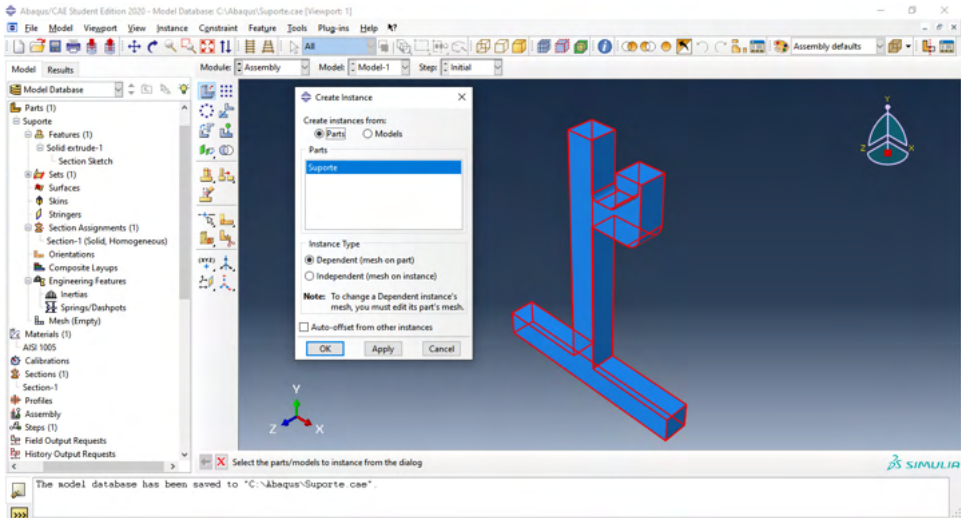 Abaqus/CAE Student Edition 2020 - Model Database: C:\Abaqus\Suporte.cae [Viewport: 1]
File Model Viewport View Instance Constraint Feature Tools Plug-ins Help
All
Assembly defaults
Model Results
Module: Assembly Model: Model-1 Step: Initial
Model Database
Parts (1)
Suporte
Features (1)
Solid extrude-1
Section Sketch
Sets (1)
Surfaces
Skins
Stringers
Section Assignments (1)
Section-1 (Solid, Homogeneous)
Orientations
Composite Layups
Engineering Features
Inertias
Springs/Dashpots
Mesh (Empty)
Materials (1)
AISI 1005
Calibrations
Sections (1)
Section-1
Profiles
Assembly
Steps (1)
Field Output Requests
History Output Requests
(XYZ)
Create Instance
Create instances from:
Parts Models
Parts
Suporte
Instance Type
Dependent (mesh on part)
Independent (mesh on instance)
Note: To change a Dependent instance's
mesh, you must edit its part's mesh.
Auto-offset from other instances
OK Apply Cancel
Y
Z X
Y
Z X
Select the parts/models to instance from the dialog
SIMULIA
The model database has been saved to "C:\Abaqus\Suporte.cae".
>>>